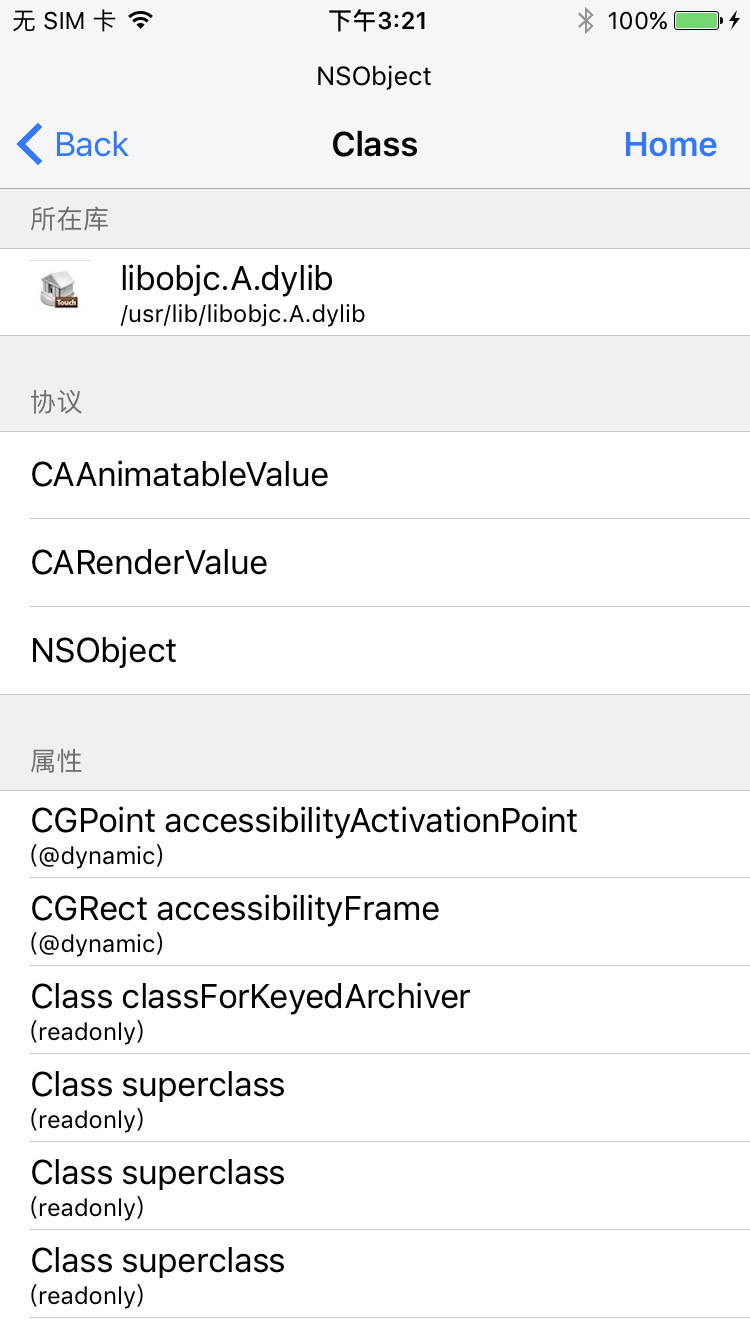 无 SIM 卡 下午3:21 100%
NSObject
Back Class Home
所在库
Touch
libobjc.A.dylib
/usr/lib/libobjc.A.dylib
协议
CAAnimatableValue
CARenderValue
NSObject
属性
CGPoint accessibilityActivationPoint
(@dynamic)
CGRect accessibilityFrame
(@dynamic)
Class classForKeyedArchiver
(readonly)
Class superclass
(readonly)
Class superclass
(readonly)
Class superclass
(readonly)